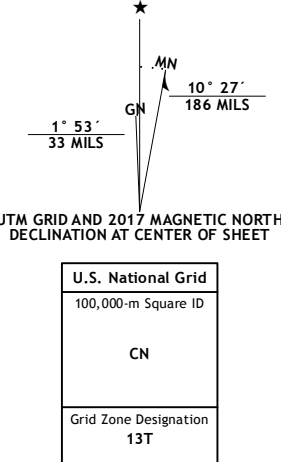 ★
MN
10° 27´
186 MILS
GN
1° 53´
33 MILS
UTM GRID AND 2017 MAGNETIC NORTH
DECLINATION AT CENTER OF SHEET
U.S. National Grid
100,000-m Square ID
CN
Grid Zone Designation
13T